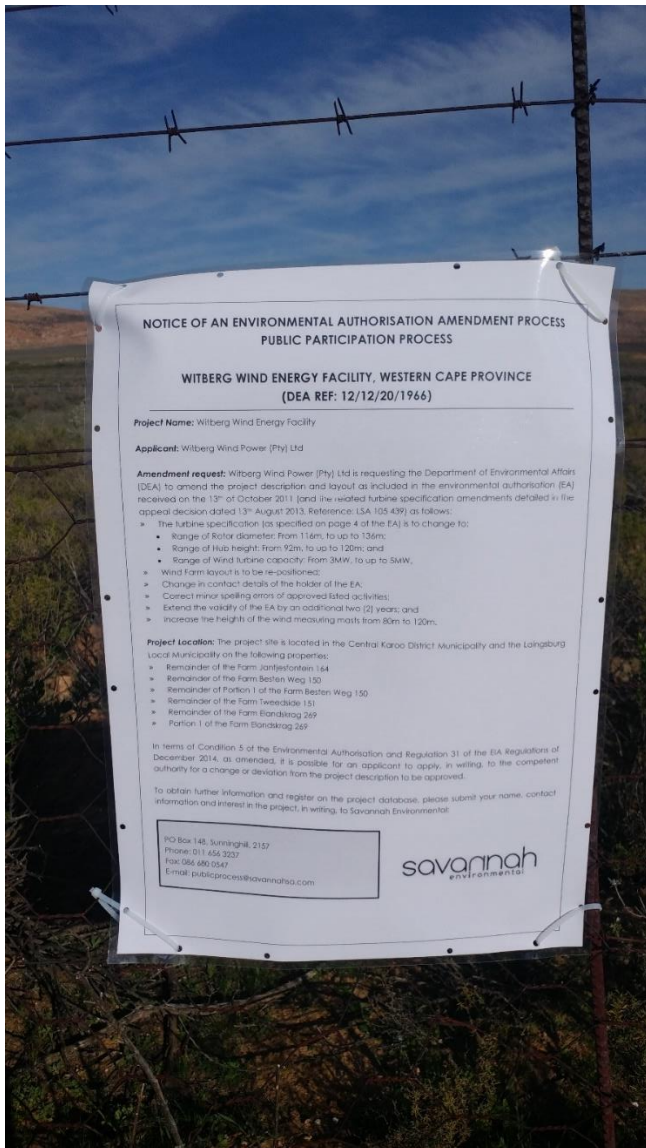 NOTICE OF AN ENVIRONMENTAL AUTHORISATION AMENDMENT PROCESS
PUBLIC PARTICIPATION PROCESS
WITBERG WIND ENERGY FACILITY, WESTERN CAPE PROVINCE
(DEA REF: 12/12/20/1966)
Project Name: Witberg Wind Energy Facility
Applicant: Witberg Wind Power (Pty) Ltd
Amendment request: Witberg Wind Power (Pty) Ltd is requesting the Department of Environmental Affairs
(DEA) to amend the project description and layout as included in the environmental authorisation (EA)
received on the 13th of October 2011 (and the related turbine specification amendments detailed in the
appeal decision dated 13th August 2013, Reference: LSA 105-439) as follows:
» The turbine specification (as specified on page 4 of the EA) is to change to:
• Range of Rotor diameter: From 116m, to up to 136m;
• Range of Hub height: From 92m, to up to 120m; and
• Range of Wind turbine capacity: From 3MW, to up to 5MW,
» Wind Farm layout is to be re-positioned;
» Change in contact details of the holder of the EA;
» Correct minor spelling errors of approved listed activities;
» Extend the validity of the EA by an additional two (2) years; and
» Increase the heights of the wind measuring masts from 80m to 120m.
Project Location: The project site is located in the Central Karoo District Municipality and the Laingsburg
Local Municipality on the following properties:
» Remainder of the Farm Jantjesfontein 164
» Remainder of the Farm Besten Weg 150
» Remainder of Portion 1 of the Farm Besten Weg 150
» Remainder of the Farm Tweedside 151
» Remainder of the Farm Elandskrag 269
» Portion 1 of the Farm Elandskrag 269
In terms of Condition 5 of the Environmental Authorisation and Regulation 31 of the EIA Regulations of
December 2014, as amended, it is possible for an applicant to apply, in writing, to the competent
authority for a change or deviation from the project description to be approved.
To obtain further information and register on the project database, please submit your name, contact
information and interest in the project, in writing, to Savannah Environmental:
PO Box 148, Sunninghill, 2157
Phone: 011 656 3237
Fax: 086 680 0547
E-mail: publicprocess@savannahsa.com
savannah
environmental